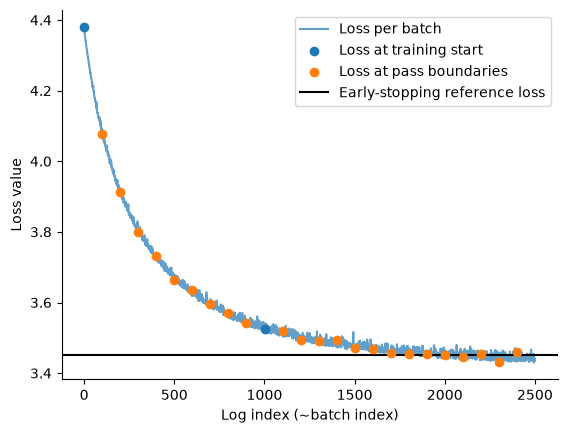 Loss per batch
Loss at training start
Loss at pass boundaries
Early-stopping reference loss
4.4
4.2
4.0
3.8
3.6
3.4
Loss value
0
500
1000
1500
2000
2500
Log index (~batch index)